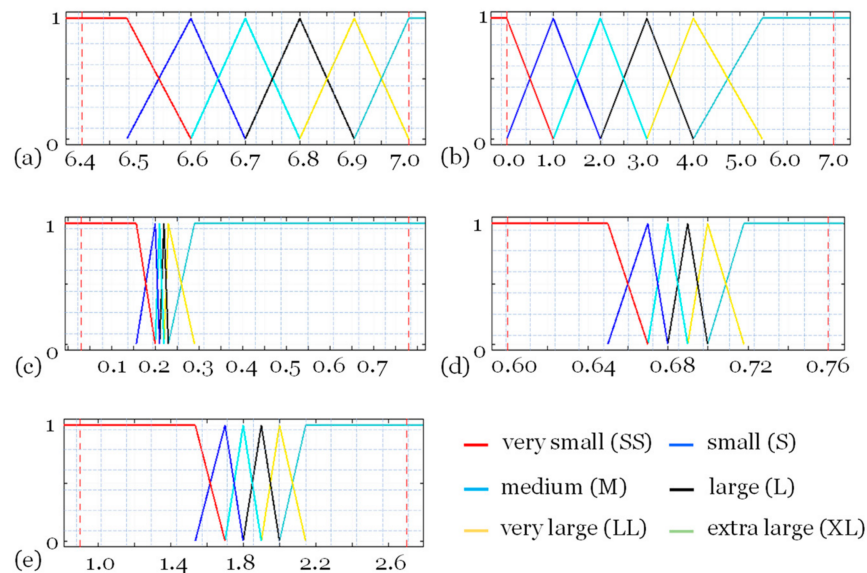 1
0
(a) 6.4 6.5 6.6 6.7 6.8 6.9 7.0
1
0
(b) 0.0 1.0 2.0 3.0 4.0 5.0 6.0 7.0
1
0
(c) 0.1 0.2 0.3 0.4 0.5 0.6 0.7
1
0
(d) 0.60 0.64 0.68 0.72 0.76
1
0
(e) 1.0 1.4 1.8 2.2 2.6
very small (SS) small (S)
medium (M) large (L)
very large (LL) extra large (XL)